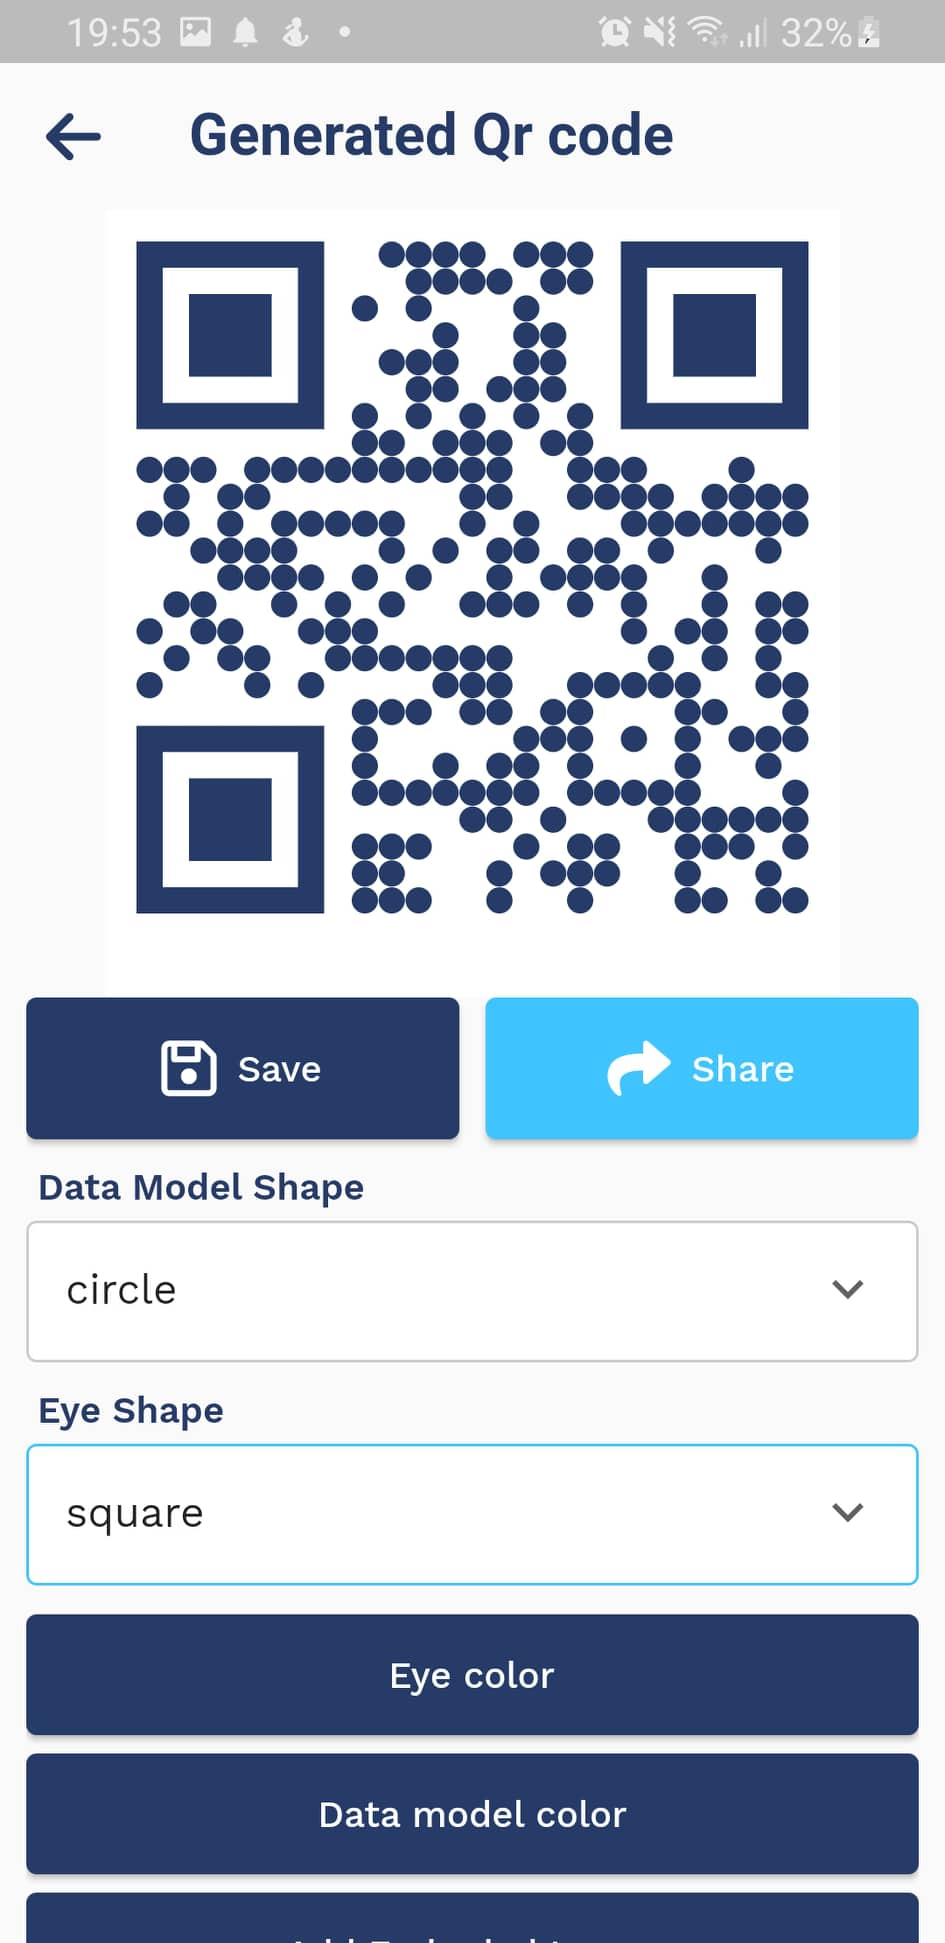 19:53
32%
Generated Qr code
Save
Share
Data Model Shape
circle
Eye Shape
square
Eye color
Data model color